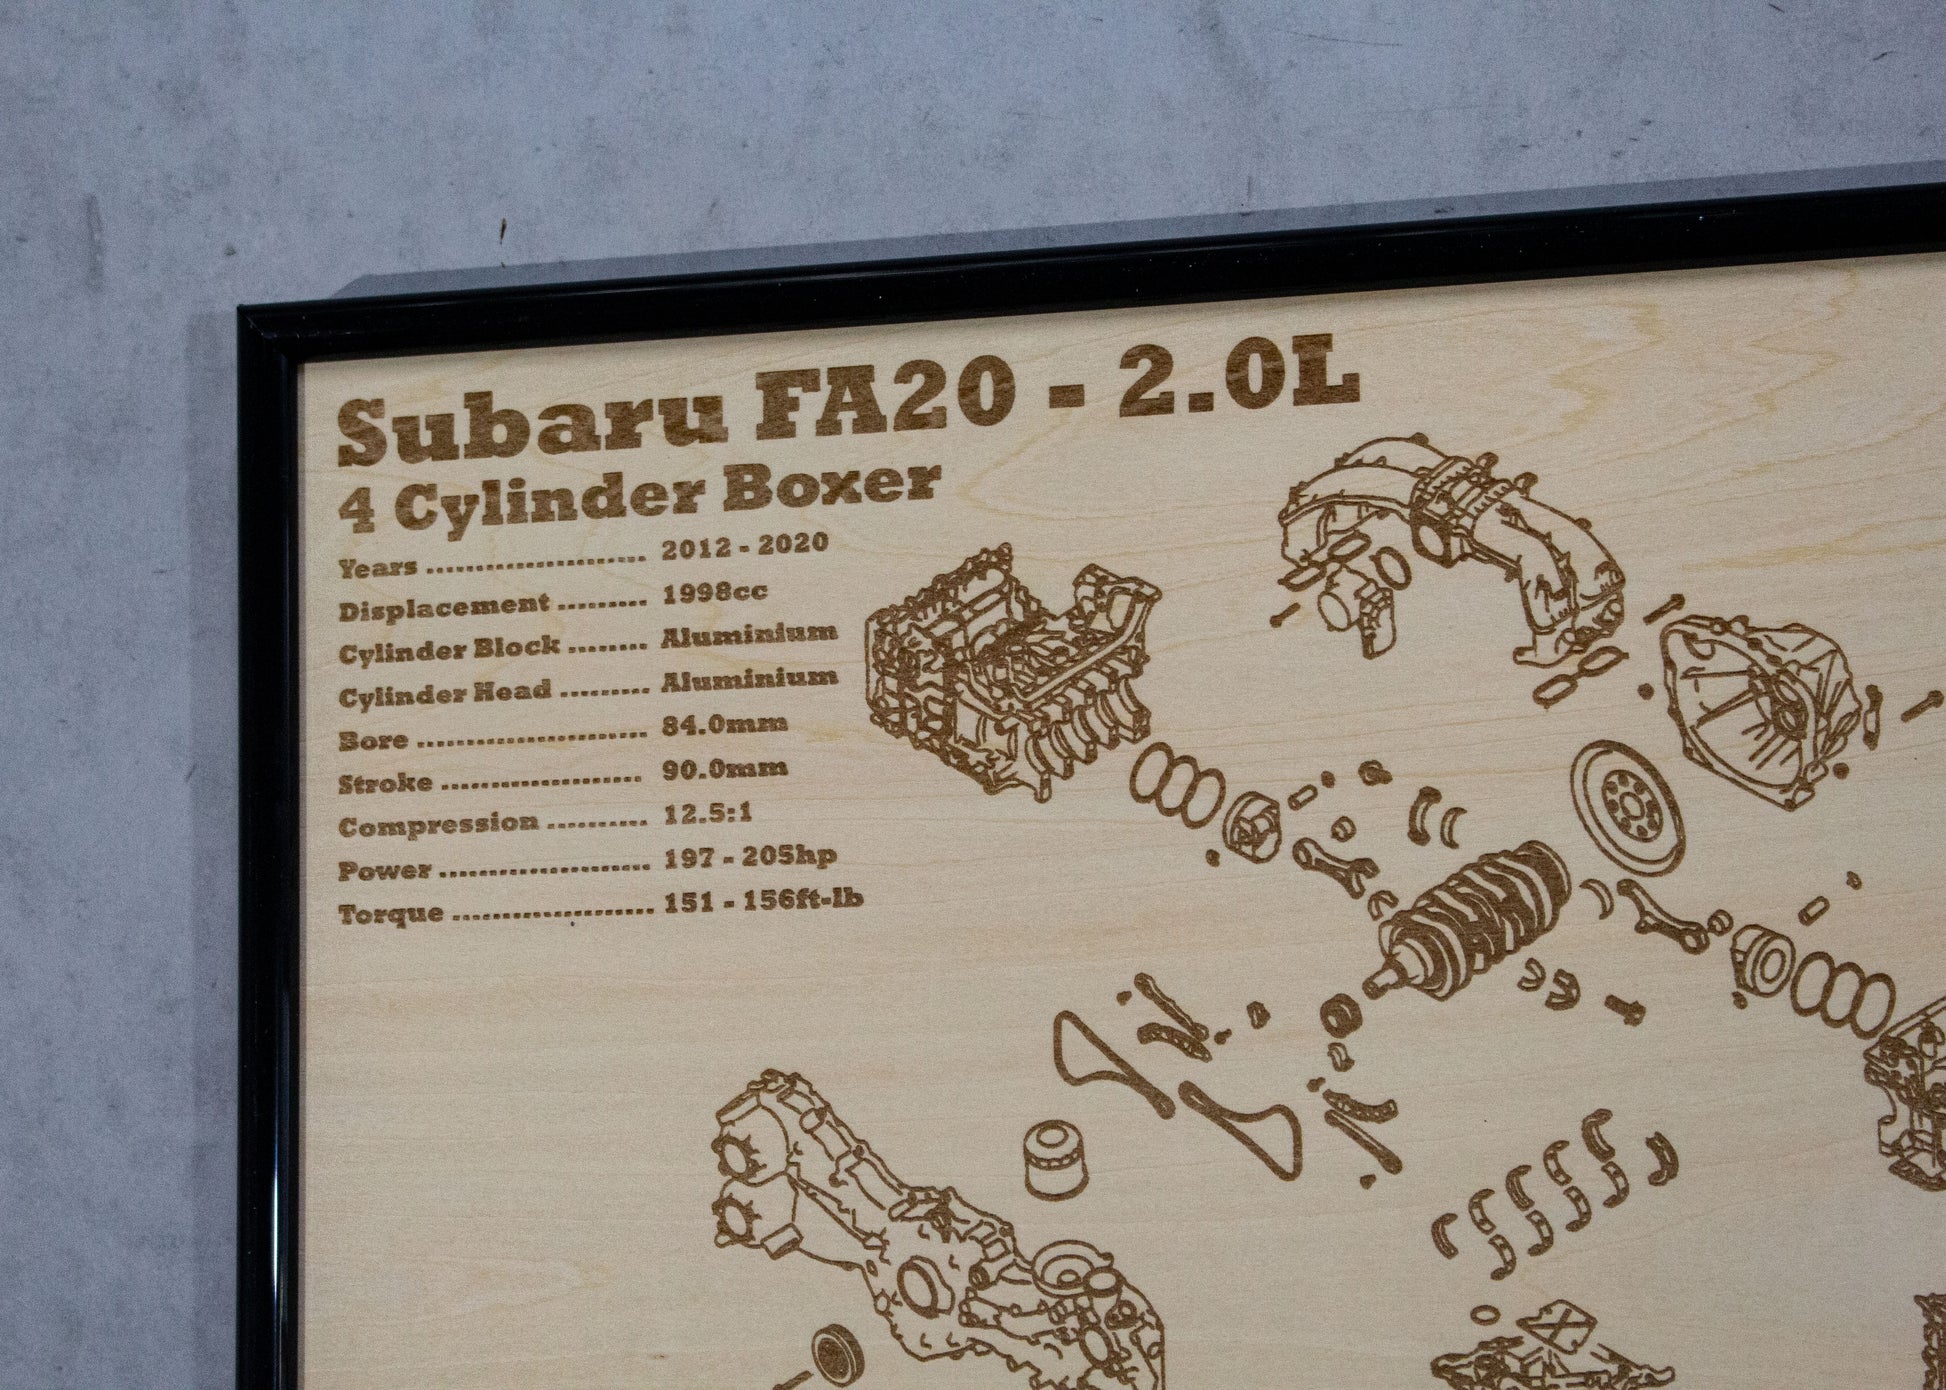 Subaru FA20 - 2.0L
4 Cylinder Boxer
Years ...................... 2012 - 2020
Displacement ......... 1998cc
Cylinder Block ........ Aluminium
Cylinder Head ......... Aluminium
Bore ....................... 84.0mm
Stroke .................... 90.0mm
Compression .......... 12.5:1
Power ..................... 197 - 205hp
Torque .................... 151 - 156ft-lb